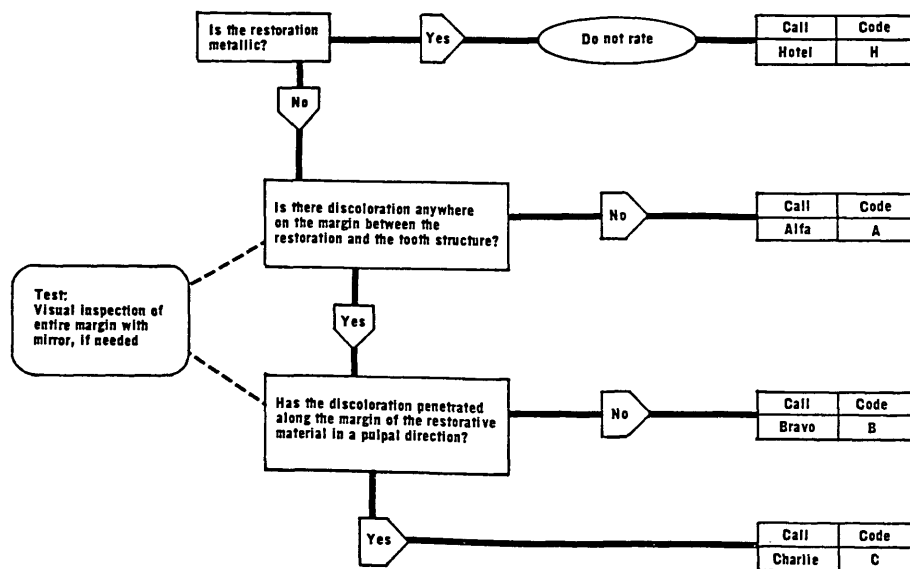 Is the restoration
metallic?
Yes
Do not rate
Call Code
Hotel H
No
Is there discoloration anywhere
on the margin between the
restoration and the tooth structure?
No
Call Code
Alfa A
Test:
Visual inspection of
entire margin with
mirror, if needed
Yes
Has the discoloration penetrated
along the margin of the restorative
material in a pulpal direction?
No
Call Code
Bravo B
Yes
Call Code
Charlie C